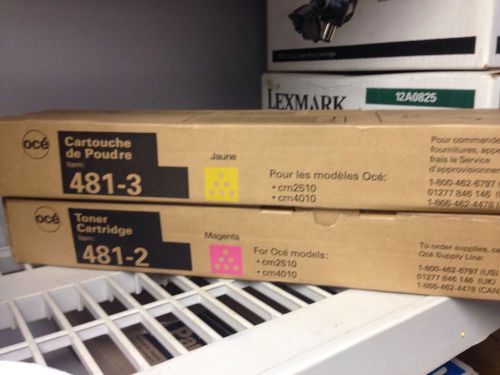 LEXMARK
12A0825
océ
Cartouche
de Poudre
Item:
481-3
Jaune
Pour les modèles Océ:
• cm2510
• cm4010
Pour commande
fournitures, appe
frais le Service
d'approvisionnem
1-800-462-6797
01277 846 146
1-866-462-4478
océ
Toner
Cartridge
Item:
481-2
Magenta
For Océ models:
• cm2510
• cm4010
To order supplies, ca
Océ Supply Line:
1-800-462-6797 (US)
01277 846 146 (UK)
1-866-462-4478 (CAN